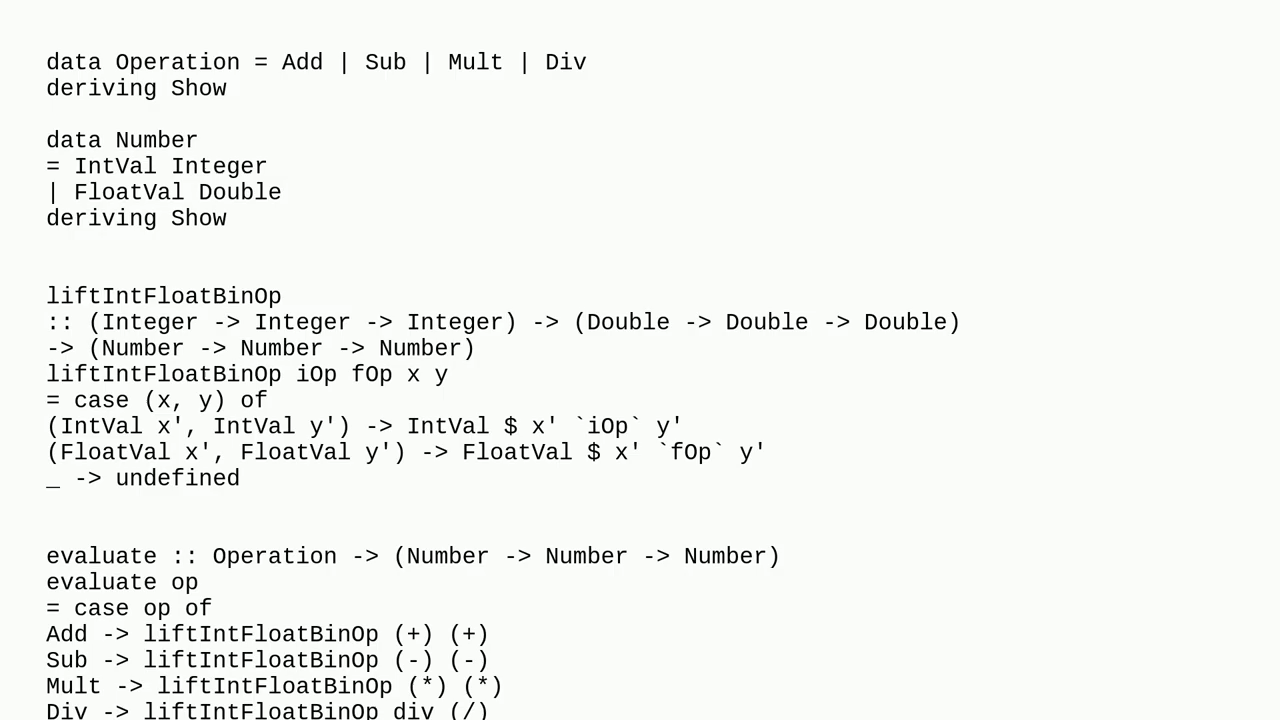 data Operation = Add | Sub | Mult | Div
deriving Show
data Number
= IntVal Integer
| FloatVal Double
deriving Show
liftIntFloatBinOp
:: (Integer -> Integer -> Integer) -> (Double -> Double -> Double)
-> (Number -> Number -> Number)
liftIntFloatBinOp iOp fOp x y
= case (x, y) of
(IntVal x', IntVal y') -> IntVal $ x' `iOp` y'
(FloatVal x', FloatVal y') -> FloatVal $ x' `fOp` y'
_ -> undefined
evaluate :: Operation -> (Number -> Number -> Number)
evaluate op
= case op of
Add -> liftIntFloatBinOp (+) (+)
Sub -> liftIntFloatBinOp (-) (-)
Mult -> liftIntFloatBinOp (*) (*)
Div -> liftIntFloatBinOp div (/)